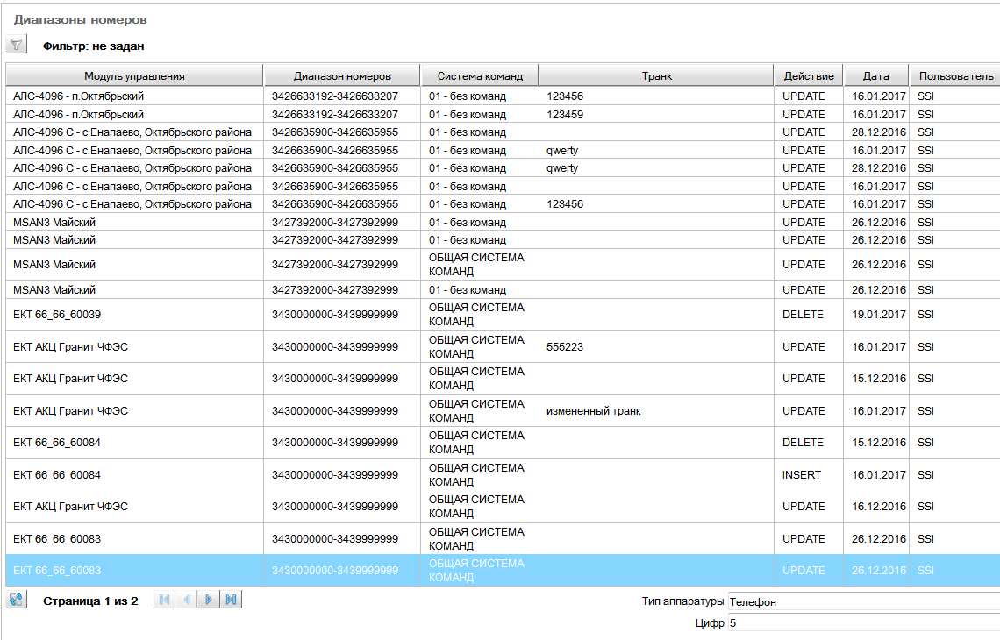 Диапазоны номеров
Фильтр: не задан
Модуль управления Диапазон номеров Система команд Транк Действие Дата Пользователь
АЛС-4096 - п.Октябрьский 3426633192-3426633207 01 - без команд 123456 UPDATE 16.01.2017 SSI
АЛС-4096 - п.Октябрьский 3426633192-3426633207 01 - без команд 123459 UPDATE 16.01.2017 SSI
АЛС-4096 С - с.Енапаево, Октябрьского района 3426635900-3426635955 01 - без команд UPDATE 28.12.2016 SSI
АЛС-4096 С - с.Енапаево, Октябрьского района 3426635900-3426635955 01 - без команд qwerty UPDATE 16.01.2017 SSI
АЛС-4096 С - с.Енапаево, Октябрьского района 3426635900-3426635955 01 - без команд qwerty UPDATE 28.12.2016 SSI
АЛС-4096 С - с.Енапаево, Октябрьского района 3426635900-3426635955 01 - без команд UPDATE 16.01.2017 SSI
АЛС-4096 С - с.Енапаево, Октябрьского района 3426635900-3426635955 01 - без команд 123456 UPDATE 16.01.2017 SSI
MSAN3 Майский 3427392000-3427392999 01 - без команд UPDATE 26.12.2016 SSI
MSAN3 Майский 3427392000-3427392999 01 - без команд UPDATE 26.12.2016 SSI
MSAN3 Майский 3427392000-3427392999 ОБЩАЯ СИСТЕМА КОМАНД UPDATE 26.12.2016 SSI
MSAN3 Майский 3427392000-3427392999 01 - без команд UPDATE 26.12.2016 SSI
ЕКТ 66_66_60039 3430000000-3439999999 ОБЩАЯ СИСТЕМА КОМАНД DELETE 19.01.2017 SSI
ЕКТ АКЦ Гранит ЧФЭС 3430000000-3439999999 ОБЩАЯ СИСТЕМА КОМАНД 555223 UPDATE 16.01.2017 SSI
ЕКТ АКЦ Гранит ЧФЭС 3430000000-3439999999 ОБЩАЯ СИСТЕМА КОМАНД UPDATE 15.12.2016 SSI
ЕКТ АКЦ Гранит ЧФЭС 3430000000-3439999999 ОБЩАЯ СИСТЕМА КОМАНД измененный транк UPDATE 16.01.2017 SSI
ЕКТ 66_66_60084 3430000000-3439999999 ОБЩАЯ СИСТЕМА КОМАНД DELETE 15.12.2016 SSI
ЕКТ 66_66_60084 3430000000-3439999999 ОБЩАЯ СИСТЕМА КОМАНД INSERT 16.01.2017 SSI
ЕКТ АКЦ Гранит ЧФЭС 3430000000-3439999999 ОБЩАЯ СИСТЕМА КОМАНД UPDATE 16.12.2016 SSI
ЕКТ 66_66_60083 3430000000-3439999999 ОБЩАЯ СИСТЕМА КОМАНД UPDATE 26.12.2016 SSI
ЕКТ 66_66_60083 3430000000-3439999999 ОБЩАЯ СИСТЕМА КОМАНД UPDATE 26.12.2016 SSI
Страница 1 из 2
Тип аппаратуры Телефон
Цифр 5